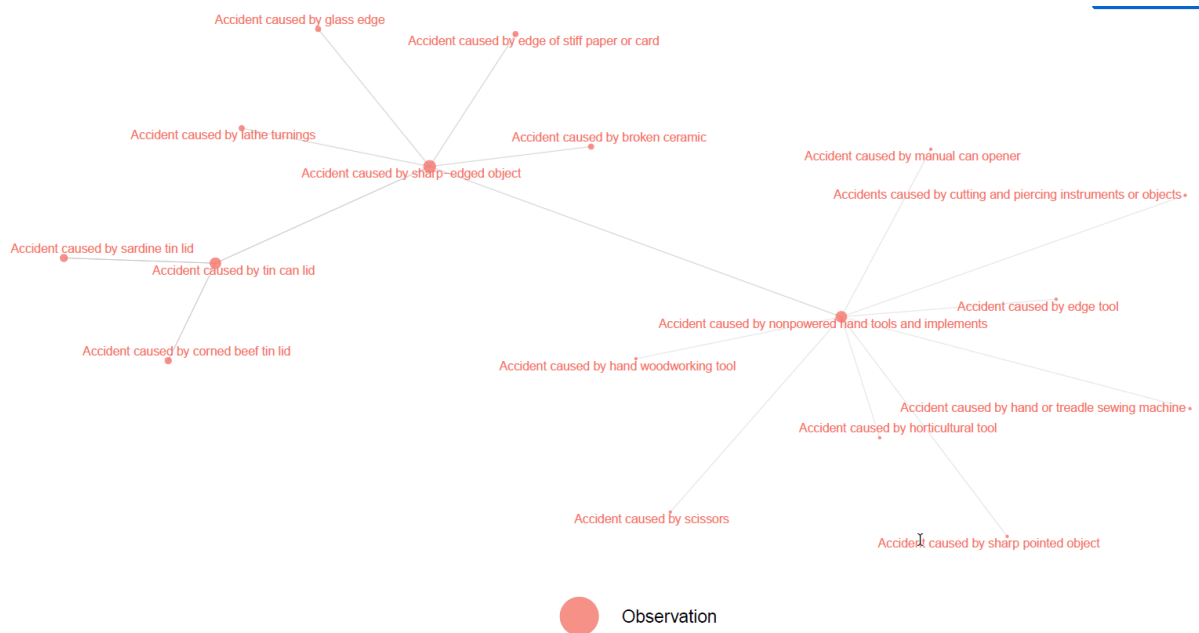 Accident caused by glass edge
Accident caused by edge of stiff paper or card
Accident caused by lathe turnings
Accident caused by broken ceramic
Accident caused by manual can opener
Accident caused by sharp-edged object
Accidents caused by cutting and piercing instruments or objects
Accident caused by sardine tin lid
Accident caused by tin can lid
Accident caused by edge tool
Accident caused by nonpowered hand tools and implements
Accident caused by corned beef tin lid
Accident caused by hand woodworking tool
Accident caused by hand or treadle sewing machine
Accident caused by horticultural tool
Accident caused by scissors
Accident caused by sharp pointed object
Observation